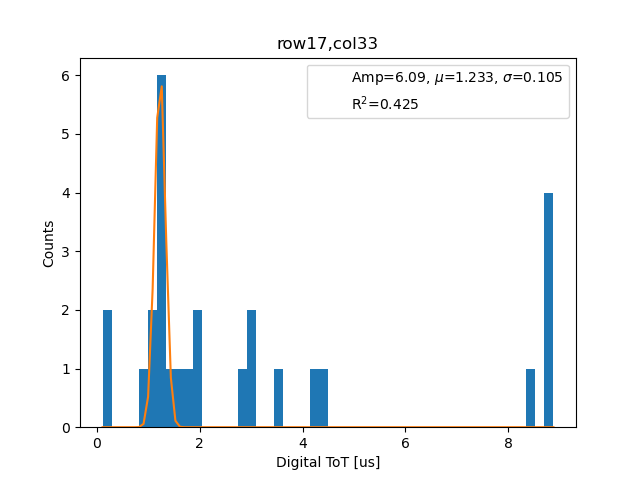 row17,col33
Amp=6.09, μ=1.233, σ=0.105
R²=0.425
Counts
6
5
4
3
2
1
0
0 2 4 6 8
Digital ToT [us]